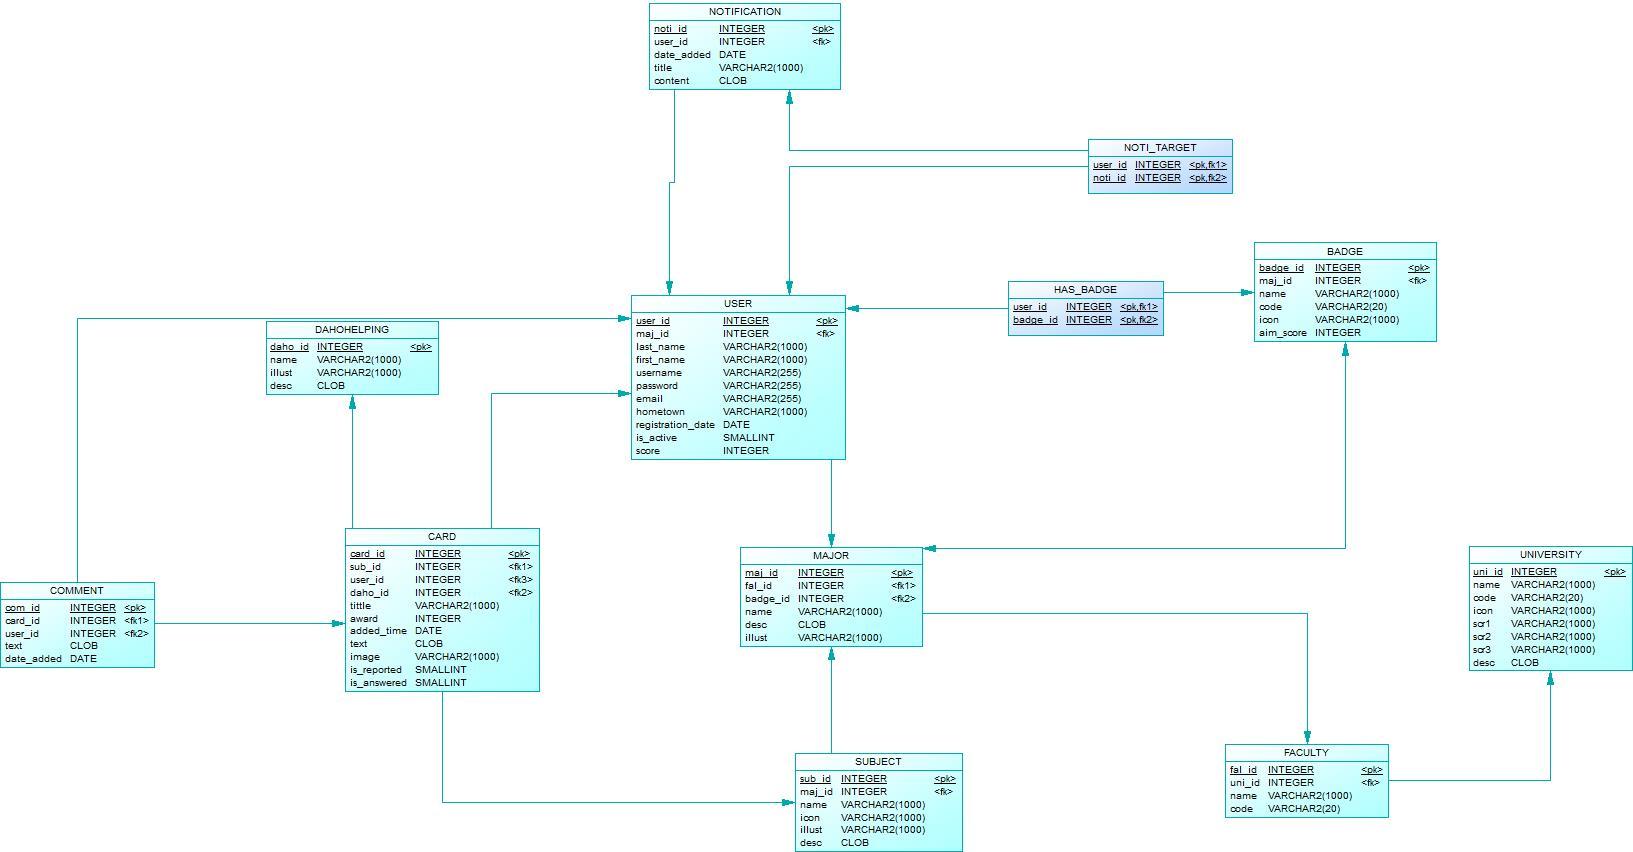 NOTIFICATION
noti_id INTEGER <pk>
user_id INTEGER <fk>
date_added DATE
title VARCHAR2(1000)
content CLOB
NOTI_TARGET
user_id INTEGER <pk,fk1>
noti_id INTEGER <pk,fk2>
BADGE
badge_id INTEGER <pk>
maj_id INTEGER <fk>
name VARCHAR2(1000)
code VARCHAR2(20)
icon VARCHAR2(1000)
aim_score INTEGER
HAS_BADGE
user_id INTEGER <pk,fk1>
badge_id INTEGER <pk,fk2>
USER
user_id INTEGER <pk>
maj_id INTEGER <fk>
last_name VARCHAR2(1000)
first_name VARCHAR2(1000)
username VARCHAR2(255)
password VARCHAR2(255)
email VARCHAR2(255)
hometown VARCHAR2(1000)
registration_date DATE
is_active SMALLINT
score INTEGER
DAHOHELPING
daho_id INTEGER <pk>
name VARCHAR2(1000)
illust VARCHAR2(1000)
desc CLOB
CARD
card_id INTEGER <pk>
sub_id INTEGER <fk1>
user_id INTEGER <fk3>
daho_id INTEGER <fk2>
tittle VARCHAR2(1000)
award INTEGER
added_time DATE
text CLOB
image VARCHAR2(1000)
is_reported SMALLINT
is_answered SMALLINT
COMMENT
com_id INTEGER <pk>
card_id INTEGER <fk1>
user_id INTEGER <fk2>
text CLOB
date_added DATE
MAJOR
maj_id INTEGER <pk>
fal_id INTEGER <fk1>
badge_id INTEGER <fk2>
name VARCHAR2(1000)
desc CLOB
illust VARCHAR2(1000)
UNIVERSITY
uni_id INTEGER <pk>
name VARCHAR2(1000)
code VARCHAR2(20)
icon VARCHAR2(1000)
scr1 VARCHAR2(1000)
scr2 VARCHAR2(1000)
scr3 VARCHAR2(1000)
desc CLOB
SUBJECT
sub_id INTEGER <pk>
maj_id INTEGER <fk>
name VARCHAR2(1000)
icon VARCHAR2(1000)
illust VARCHAR2(1000)
desc CLOB
FACULTY
fal_id INTEGER <pk>
uni_id INTEGER <fk>
name VARCHAR2(1000)
code VARCHAR2(20)